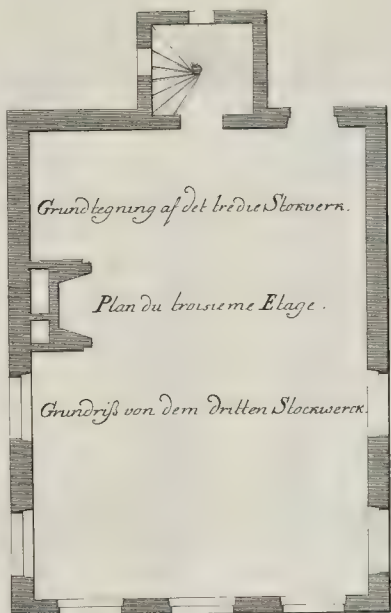 Grundtegning af det tredie Stokverk.
Plan du troisieme Etage.
Grundriß von dem dritten Stockwerck.